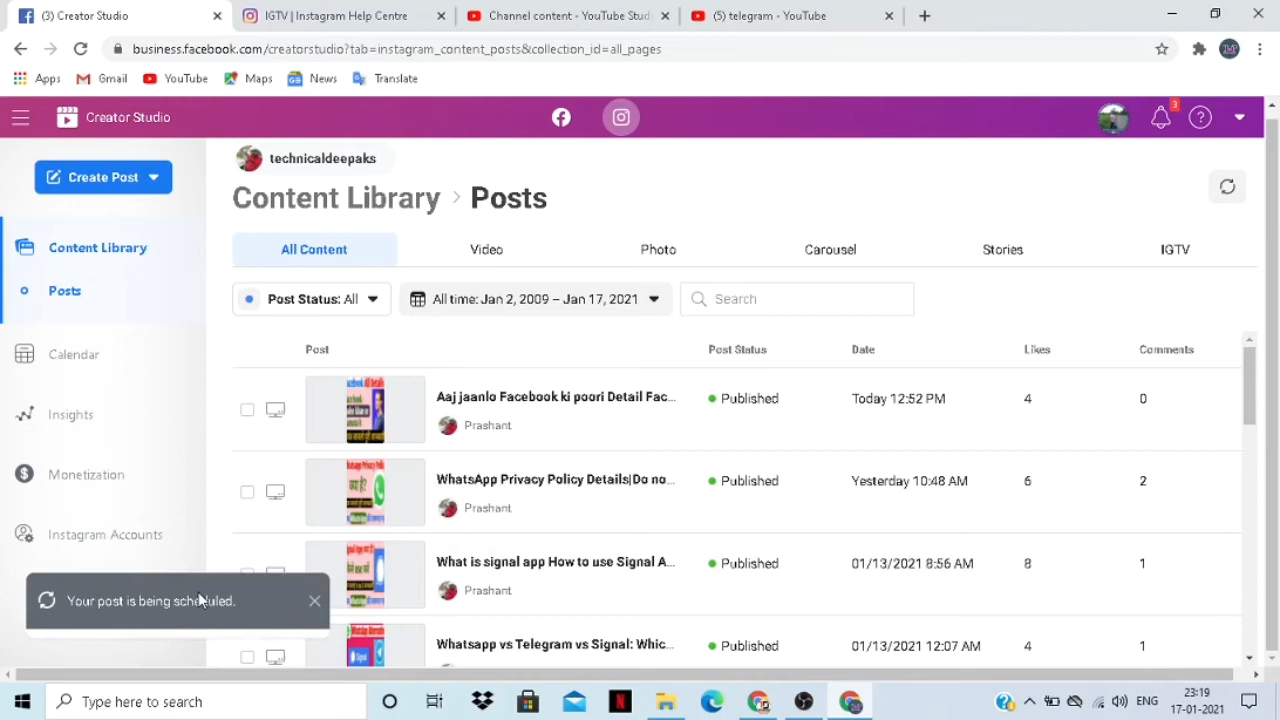 (3) Creator Studio
IGTV | Instagram Help Centre
Channel content - YouTube Studi
(5) telegram - YouTube
business.facebook.com/creatorstudio?tab=instagram_content_posts&collection_id=all_pages
Apps
Gmail
YouTube
Maps
News
Translate
Creator Studio
3
Create Post
technicaldeepaks
Content Library > Posts
Content Library
Posts
Calendar
Insights
Monetization
Instagram Accounts
All Content
Video
Photo
Carousel
Stories
IGTV
Post Status: All
All time: Jan 2, 2009 – Jan 17, 2021
Search
Post
Post Status
Date
Likes
Comments
Aaj jaanlo Facebook ki poori Detail Fac...
Prashant
Published
Today 12:52 PM
4
0
WhatsApp Privacy Policy Details|Do no...
Prashant
Published
Yesterday 10:48 AM
6
2
What is signal app How to use Signal A...
Prashant
Published
01/13/2021 8:56 AM
8
1
Whatsapp vs Telegram vs Signal: Whic...
Published
01/13/2021 12:07 AM
4
1
Your post is being scheduled.
Type here to search
ENG
23:19
17-01-2021